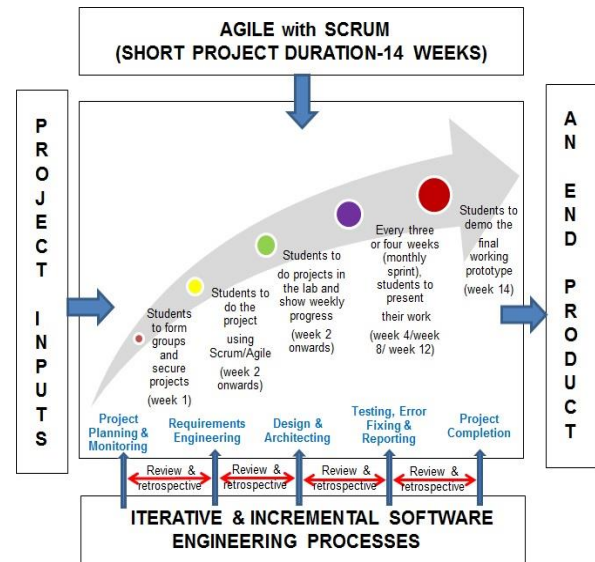 AGILE with SCRUM
(SHORT PROJECT DURATION-14 WEEKS)
PROJECT INPUTS
Students
to form
groups
and
secure
projects
(week 1)
Students to
do the
project
using
Scrum/Agile
(week 2
onwards)
Students to
do projects in
the lab and
show weekly
progress
(week 2
onwards)
Every three
or four weeks
(monthly
sprint),
students to
present
their work
(week 4/week
8/ week 12)
Students to
demo the
final
working
prototype
(week 14)
AN END PRODUCT
Project
Planning &
Monitoring
Requirements
Engineering
Design &
Architecting
Testing, Error
Fixing &
Reporting
Project
Completion
Review &
retrospective
Review &
retrospective
Review &
retrospective
Review &
retrospective
ITERATIVE & INCREMENTAL SOFTWARE
ENGINEERING PROCESSES